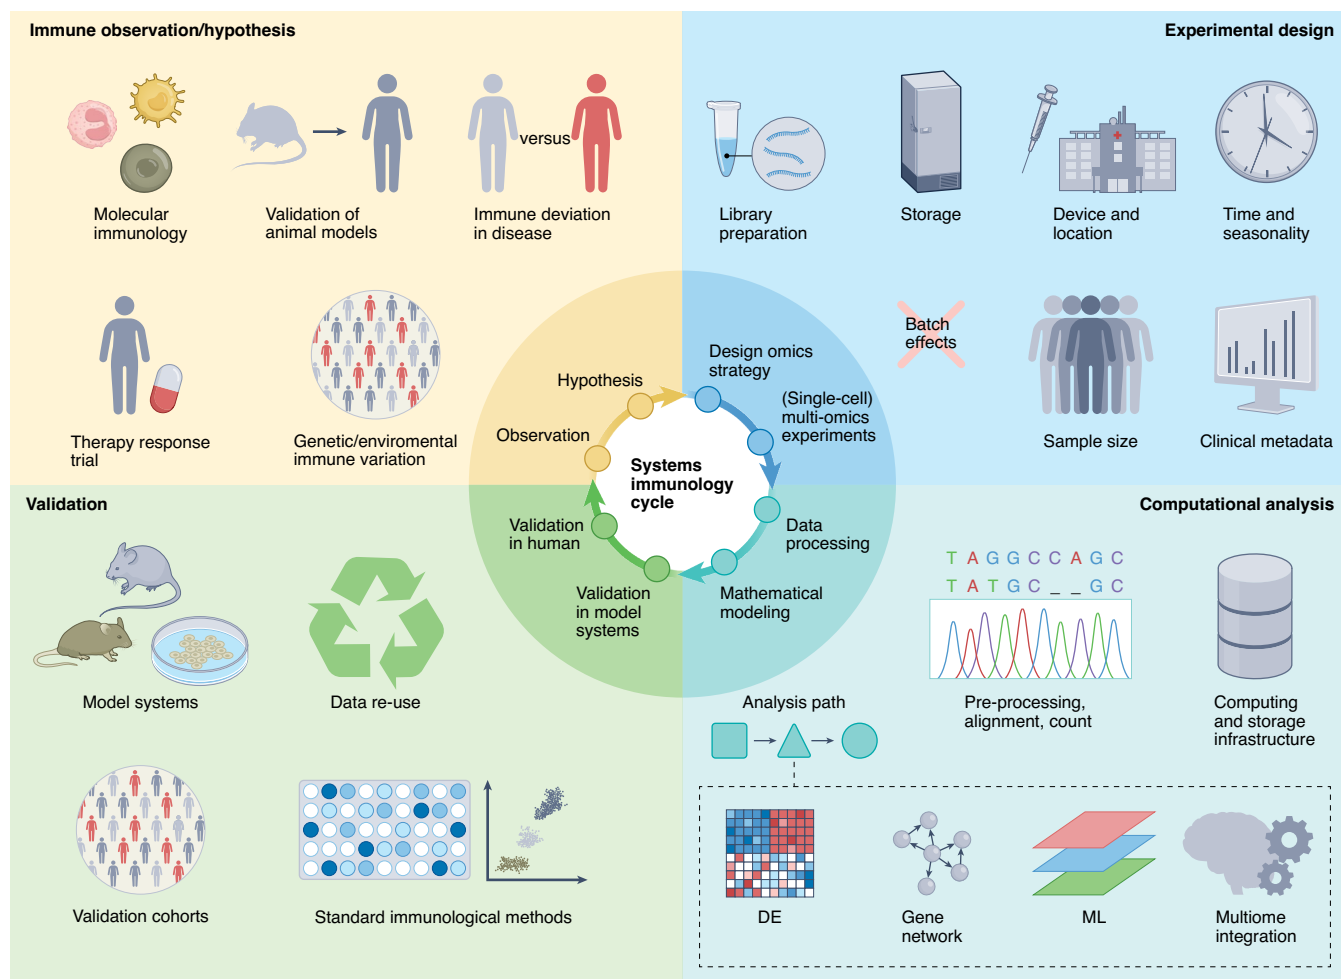 Immune observation/hypothesis
Molecular
immunology
Validation of
animal models
versus
Immune deviation
in disease
Therapy response
trial
Genetic/enviromental
immune variation
Experimental design
Library
preparation
Storage
Device and
location
Time and
seasonality
Batch
effects
Sample size
Clinical metadata
Hypothesis
Observation
Design omics
strategy
(Single-cell)
multi-omics
experiments
Systems
immunology
cycle
Validation
in human
Validation
in model
systems
Data
processing
Mathematical
modeling
Validation
Model systems
Data re-use
Validation cohorts
Standard immunological methods
Computational analysis
T A G G C C A G C
T A T G C _ _ G C
Pre-processing,
alignment, count
Computing
and storage
infrastructure
Analysis path
DE
Gene
network
ML
Multiome
integration